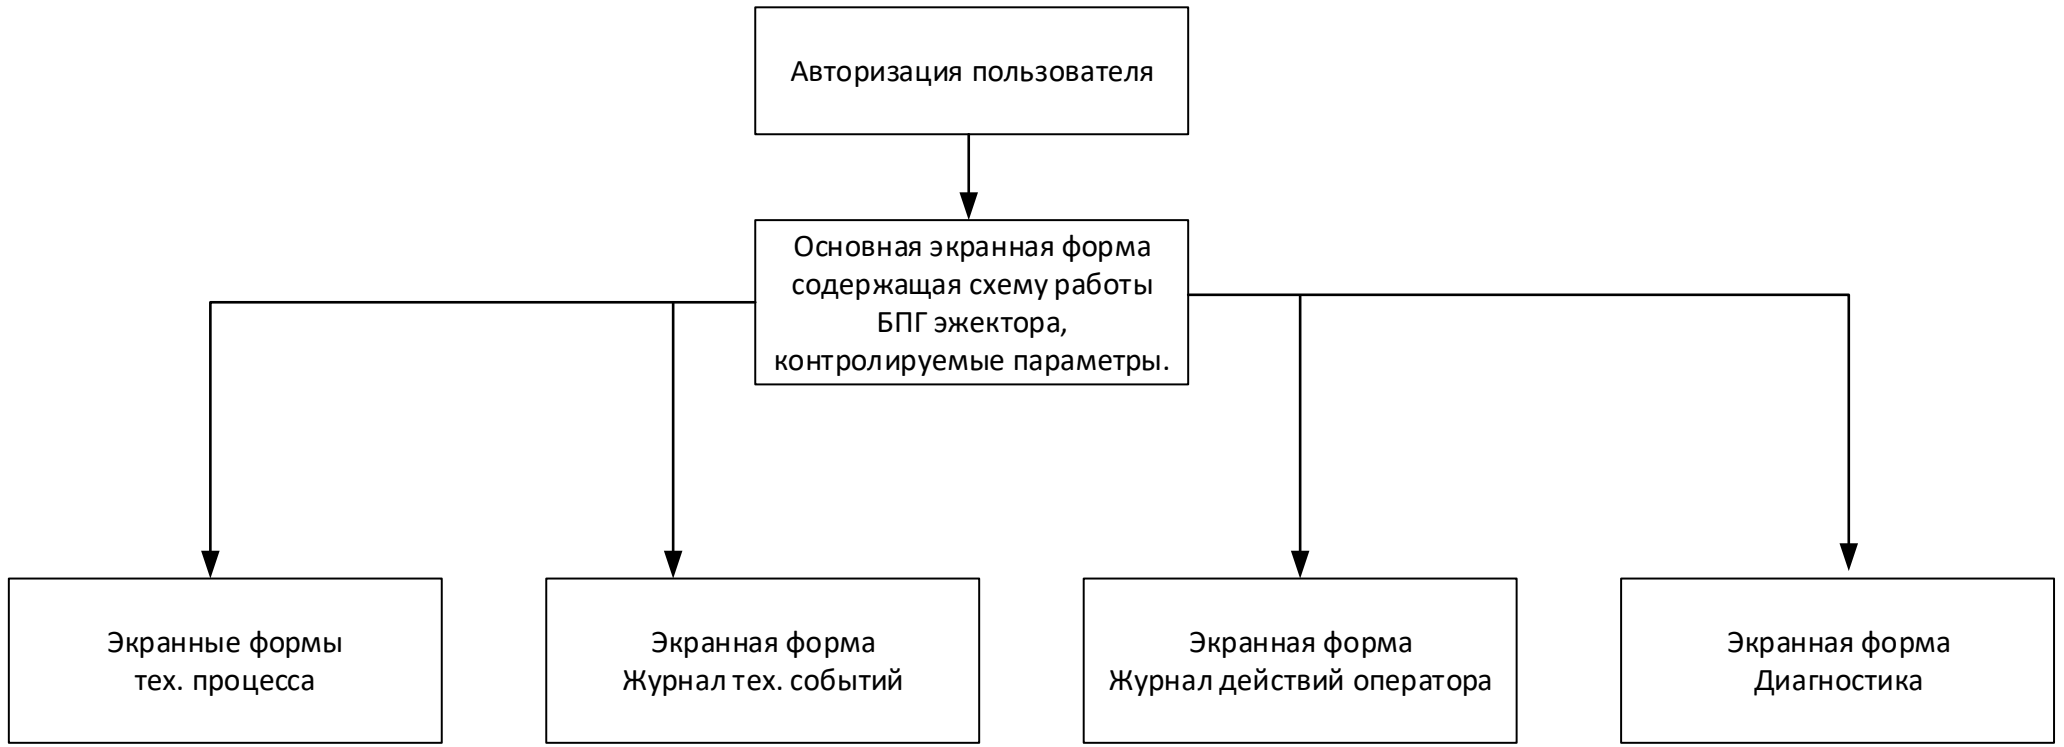 Авторизация пользователя
Основная экранная форма
содержащая схему работы
БПГ эжектора,
контролируемые параметры.
Экранные формы
тех. процесса
Экранная форма
Журнал тех. событий
Экранная форма
Журнал действий оператора
Экранная форма
Диагностика